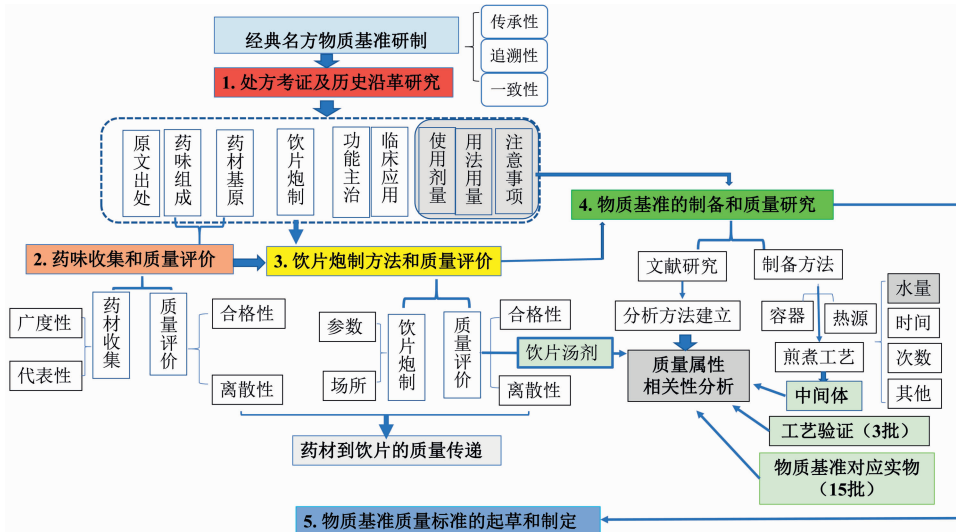 经典名方物质基准研制
传承性
追溯性
一致性
1. 处方考证及历史沿革研究
原文出处
药味组成
药材基原
饮片炮制
功能主治
临床应用
使用剂量
用法用量
注意事项
2. 药味收集和质量评价
3. 饮片炮制方法和质量评价
4. 物质基准的制备和质量研究
广度性
代表性
药材收集
质量评价
合格性
离散性
参数
场所
饮片炮制
质量评价
合格性
离散性
饮片汤剂
药材到饮片的质量传递
文献研究
制备方法
分析方法建立
容器
热源
煎煮工艺
水量
时间
次数
其他
质量属性
相关性分析
中间体
工艺验证（3批）
物质基准对应实物
（15批）
5. 物质基准质量标准的起草和制定